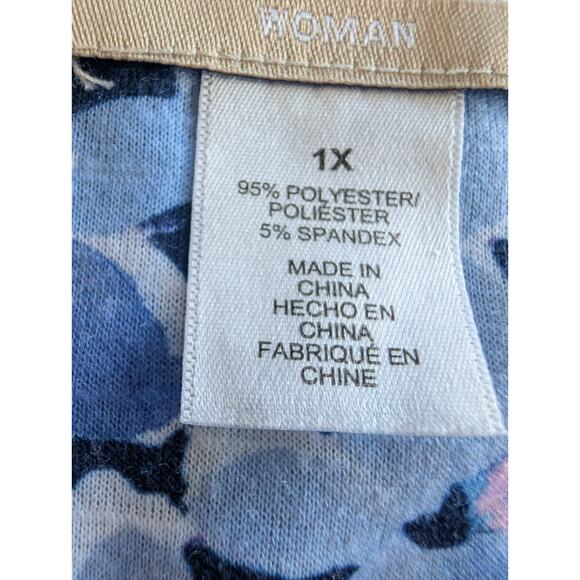 WOMAN
1X
95% POLYESTER/
POLIÉSTER
5% SPANDEX
MADE IN
CHINA
HECHO EN
CHINA
FABRIQUÉ EN
CHINE